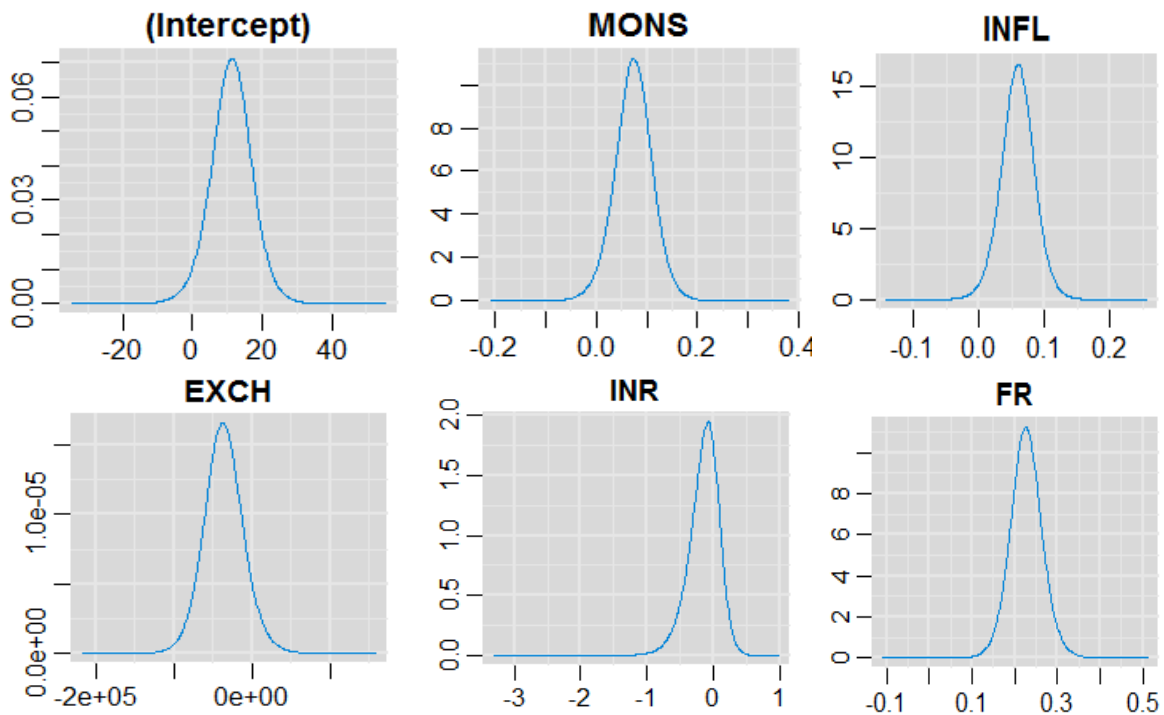 (Intercept)
0.00 0.03 0.06
-20 0 20 40
MONS
0 2 4 6 8
-0.2 0.0 0.2 0.4
INFL
0 5 10 15
-0.1 0.0 0.1 0.2
EXCH
0.0e+00 1.0e-05
-2e+05 0e+00
INR
0.0 0.5 1.0 1.5 2.0
-3 -2 -1 0 1
FR
0 2 4 6 8
-0.1 0.1 0.3 0.5